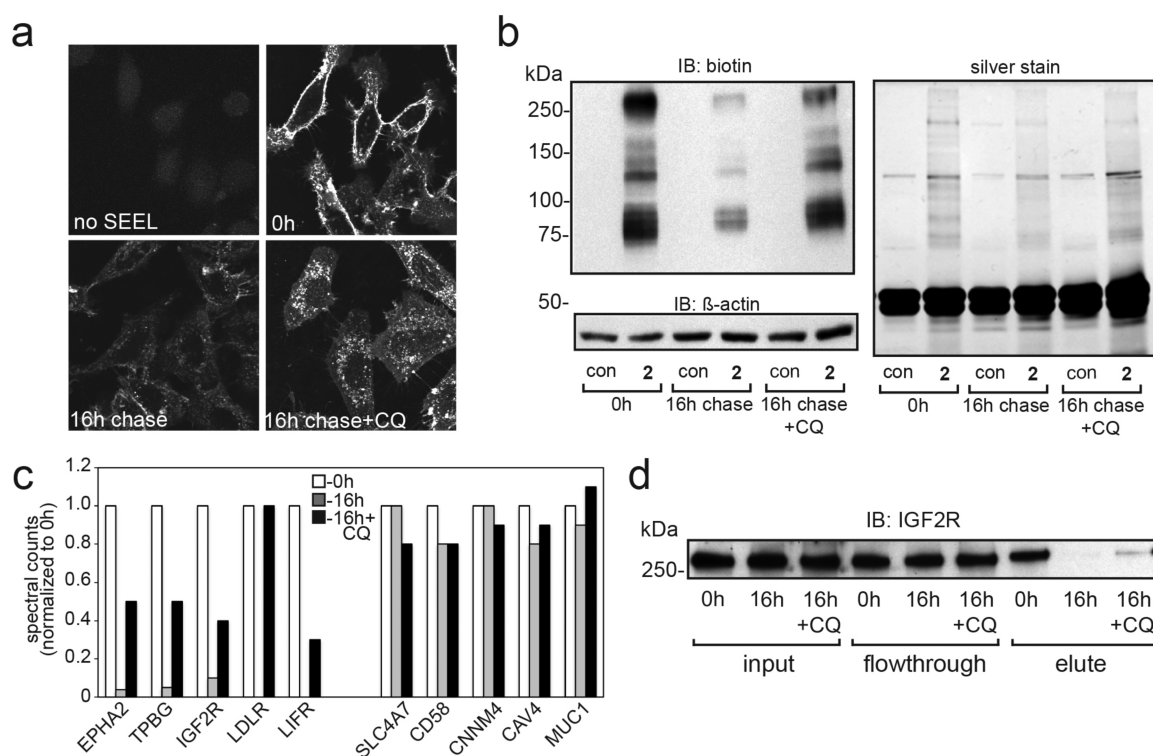 a
no SEEL
0h
16h chase
16h chase+CQ
b
IB: biotin
silver stain
kDa
250-
150-
100-
75-
50-
IB: ß-actin
con 2 con 2 con 2
0h 16h chase 16h chase
+CQ
con 2 con 2 con 2
0h 16h chase 16h chase
+CQ
c
spectral counts
(normalized to 0h)
1.2
1.0
0.8
0.6
0.4
0.2
0
-0h
-16h
-16h+
CQ
EPHA2
TPBG
IGF2R
LDLR
LIFR
SLC4A7
CD58
CNNM4
CAV4
MUC1
d
IB: IGF2R
kDa
250-
0h 16h 16h 0h 16h 16h 0h 16h 16h
+CQ +CQ +CQ
input flowthrough elute